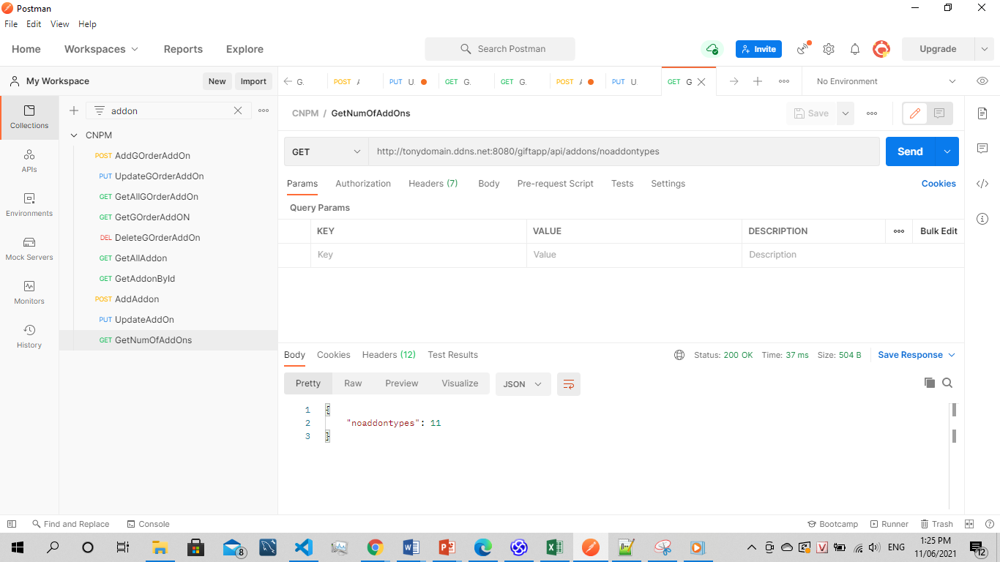 Postman
File Edit View Help
Home Workspaces Reports Explore Search Postman Invite Upgrade
My Workspace New Import G. POST A PUT U. GET G. GET G. POST A PUT U. GET G No Environment
addon
CNPM / GetNumOfAddOns Save
Collections
CNPM
GET http://tonydomain.ddns.net:8080/giftapp/api/addons/noaddontypes Send
POST AddGOrderAddOn
APIs
PUT UpdateGOrderAddOn
Params Authorization Headers (7) Body Pre-request Script Tests Settings Cookies
GET GetAllGOrderAddOn
Query Params
Environments
GET GetGOrderAddON
KEY VALUE DESCRIPTION Bulk Edit
DEL DeleteGOrderAddOn
Key Value Description
Mock Servers
GET GetAllAddon
GET GetAddonById
POST AddAddon
Monitors
PUT UpdateAddOn
GET GetNumOfAddOns
History
Body Cookies Headers (12) Test Results Status: 200 OK Time: 37 ms Size: 504 B Save Response
Pretty Raw Preview Visualize JSON
1 {
2 "noaddontypes": 11
3 }
Find and Replace Console Bootcamp Runner Trash
8 V ENG 1:25 PM 11/06/2021 12